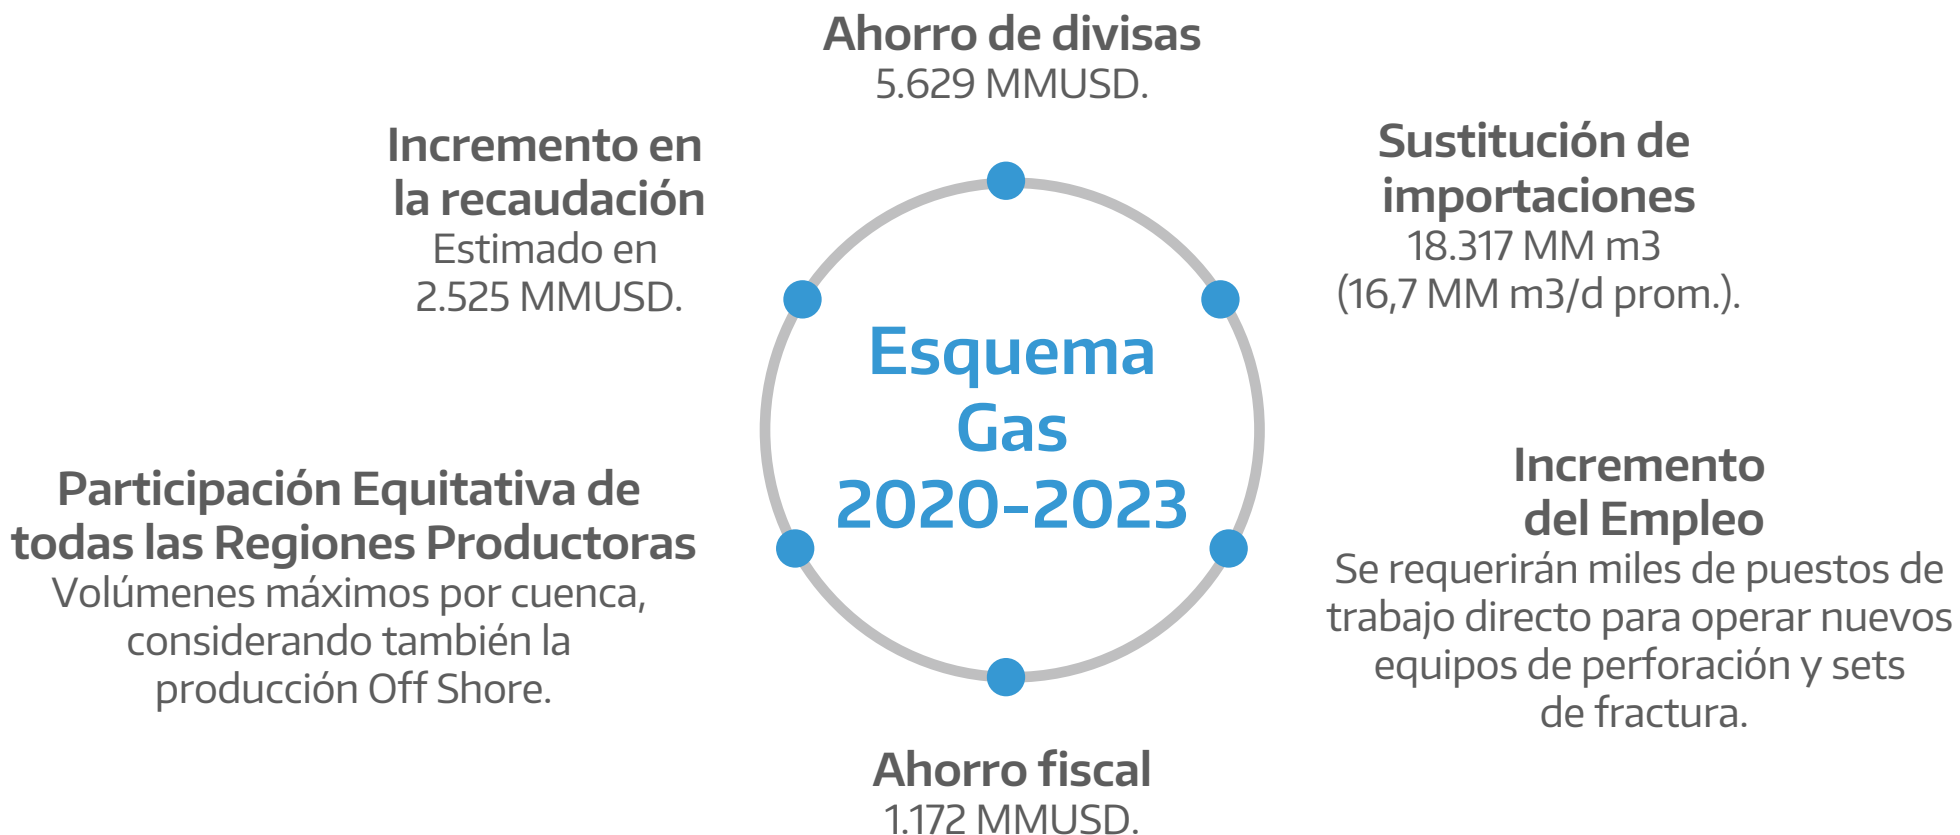 Ahorro de divisas
5.629 MMUSD.
Sustitución de
importaciones
18.317 MM m3
(16,7 MM m3/d prom.).
Incremento
del Empleo
Se requerirán miles de puestos de
trabajo directo para operar nuevos
equipos de perforación y sets
de fractura.
Ahorro fiscal
1.172 MMUSD.
Participación Equitativa de
todas las Regiones Productoras
Volúmenes máximos por cuenca,
considerando también la
producción Off Shore.
Incremento en
la recaudación
Estimado en
2.525 MMUSD.
Esquema
Gas
2020-2023